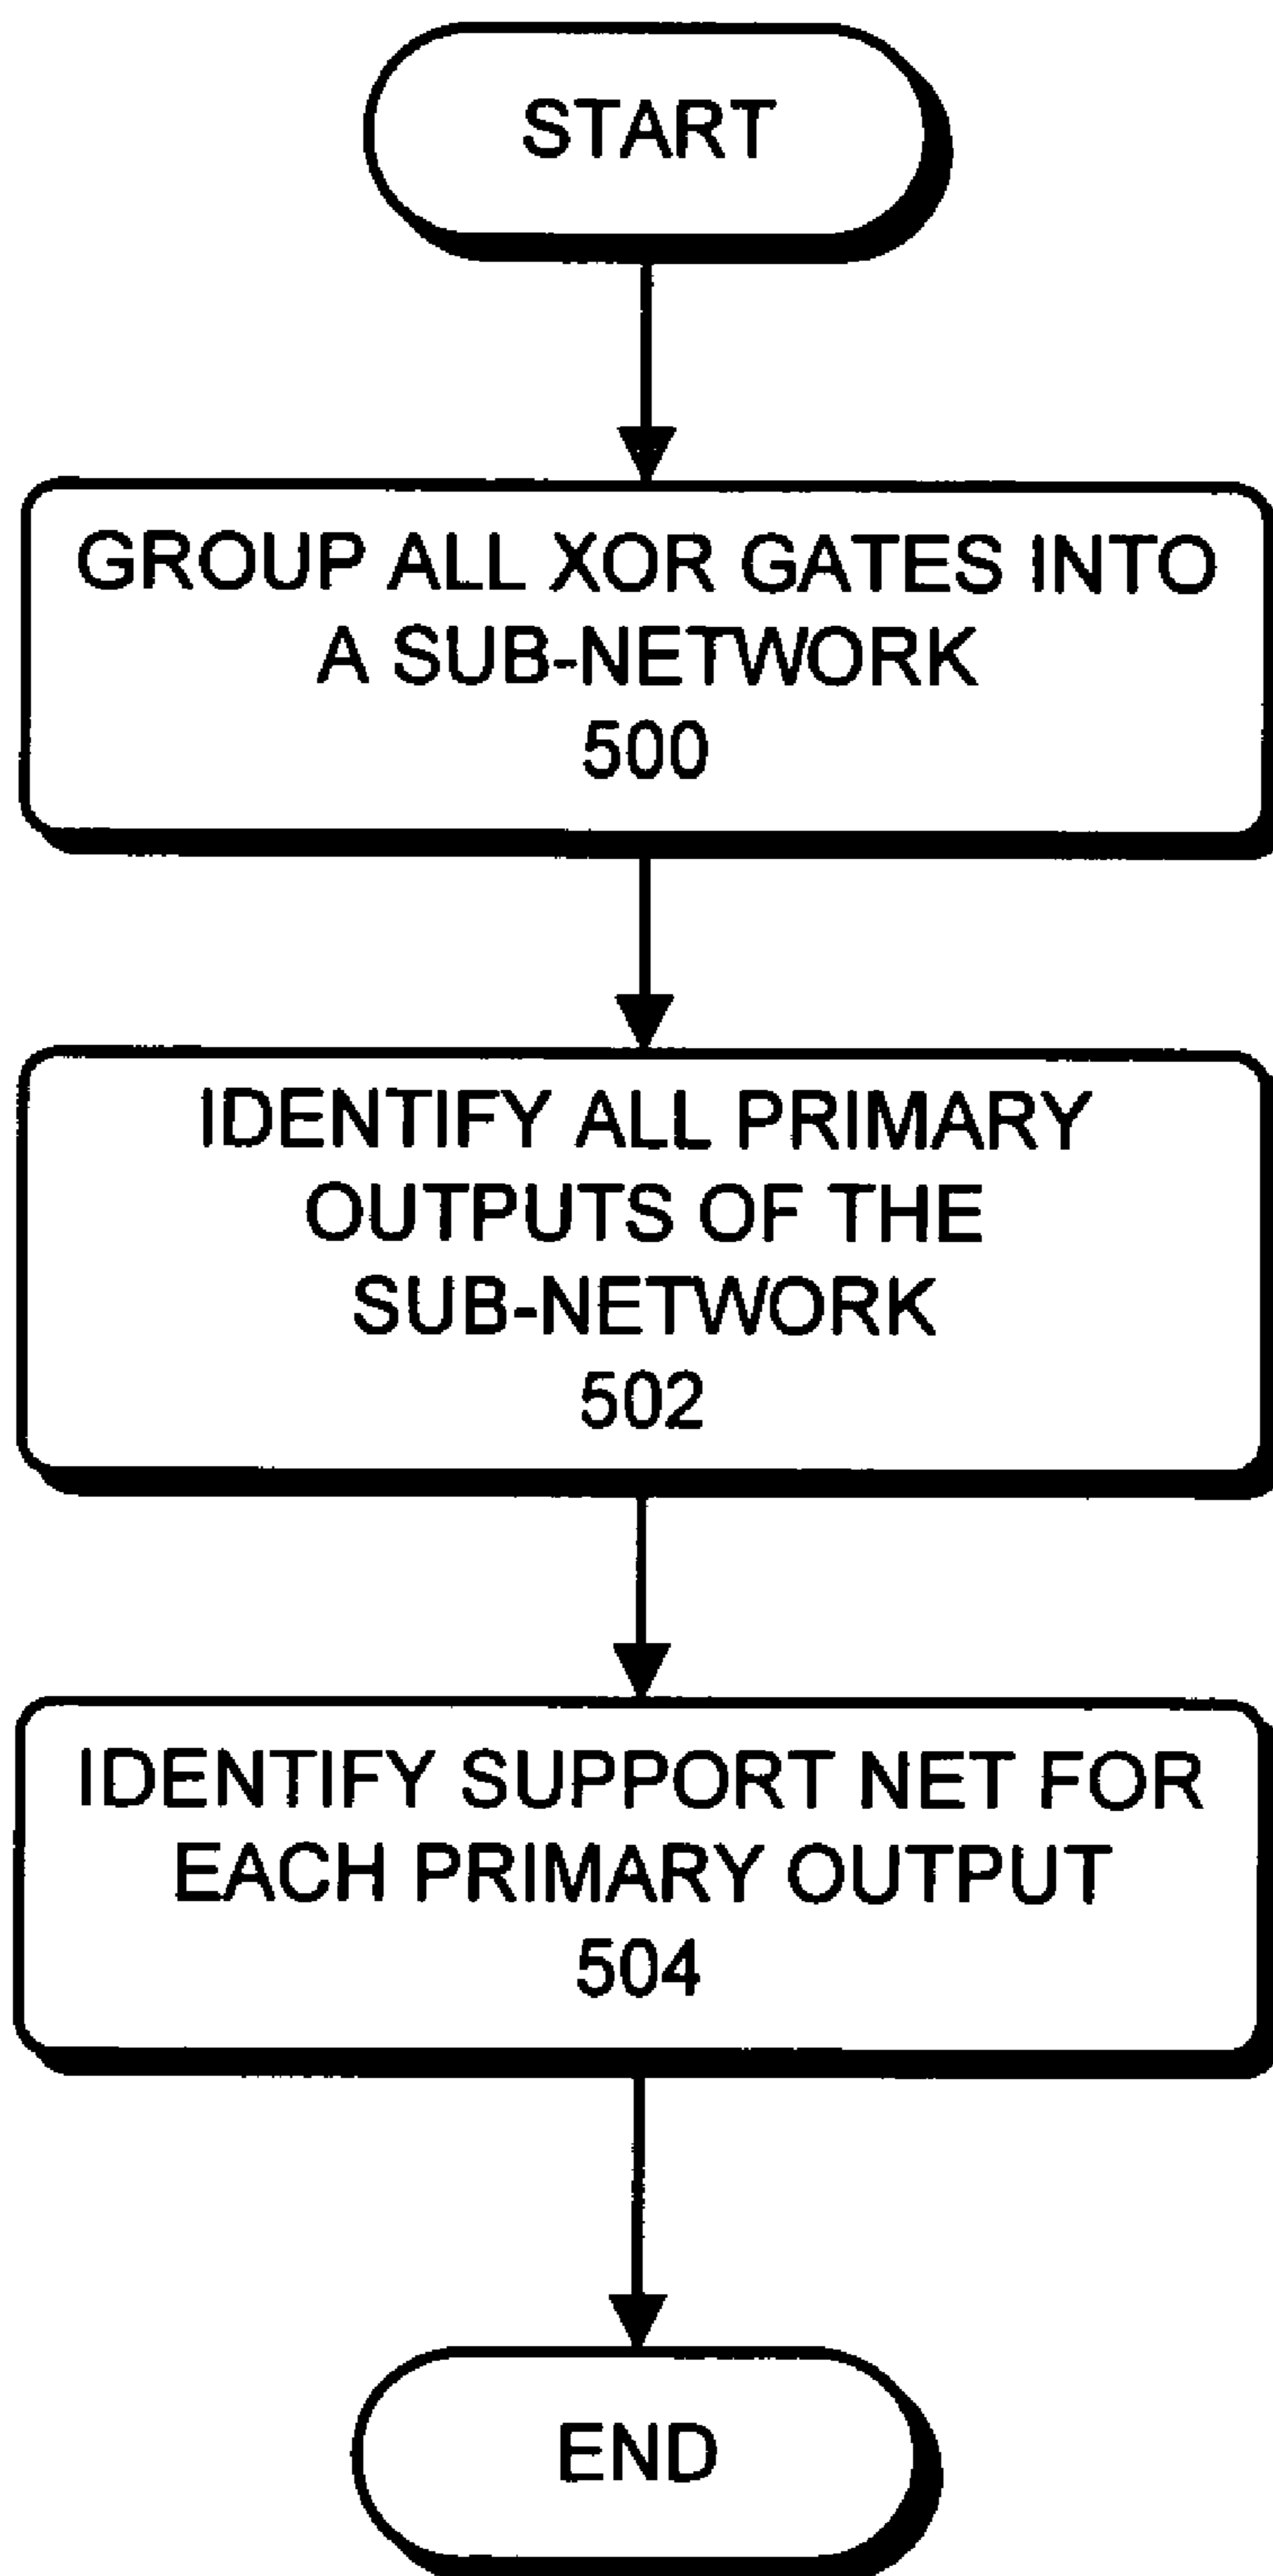 START
GROUP ALL XOR GATES INTO
A SUB-NETWORK
500
IDENTIFY ALL PRIMARY
OUTPUTS OF THE
SUB-NETWORK
502
IDENTIFY SUPPORT NET FOR
EACH PRIMARY OUTPUT
504
END